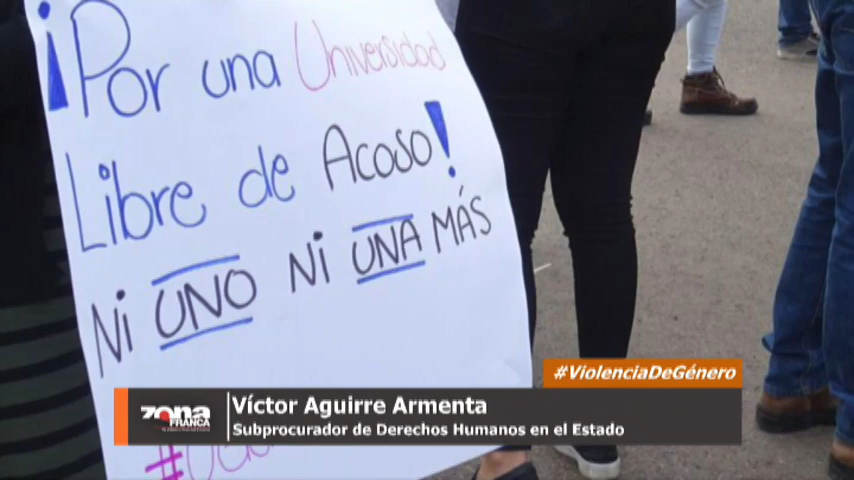 ¡Por una Universidad
Libre de Acoso!
Ni UNO Ni UNA MÁS
#ViolenciaDeGénero
ZONA
FRANCA
Víctor Aguirre Armenta
Subprocurador de Derechos Humanos en el Estado